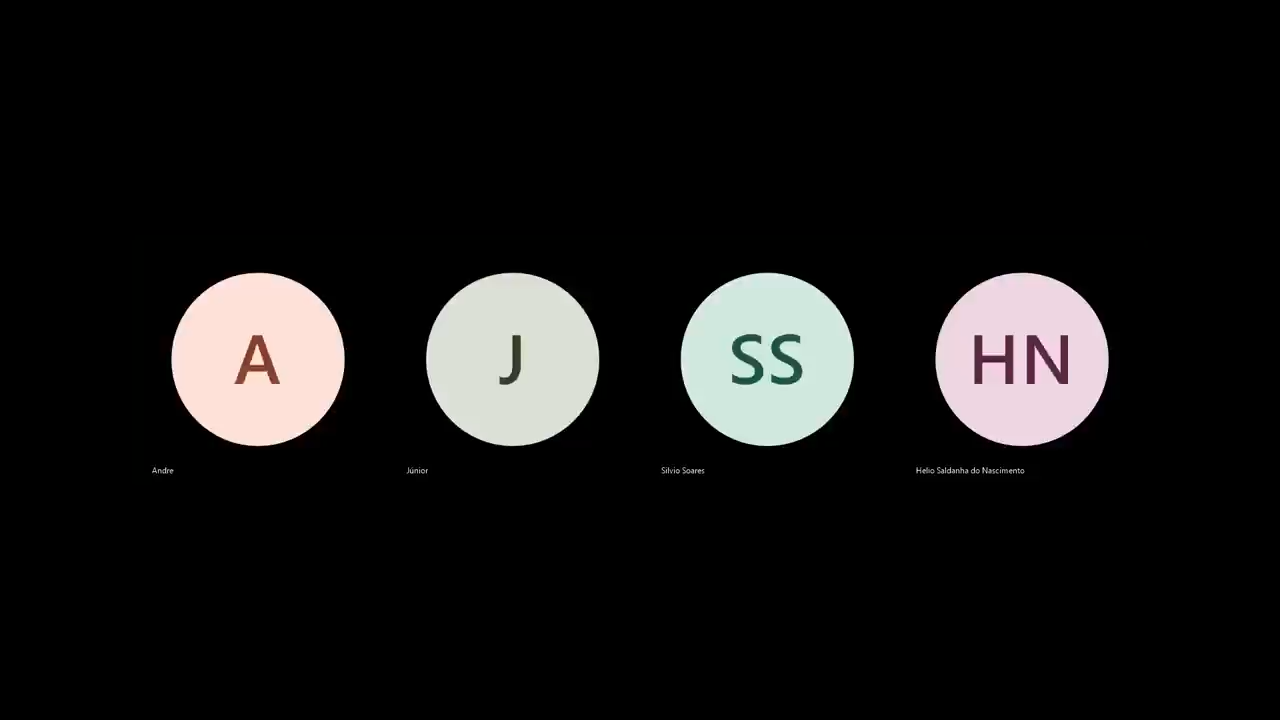 A
J
SS
HN
Andre
Júnior
Silvio Soares
Helio Saldanha do Nascimento